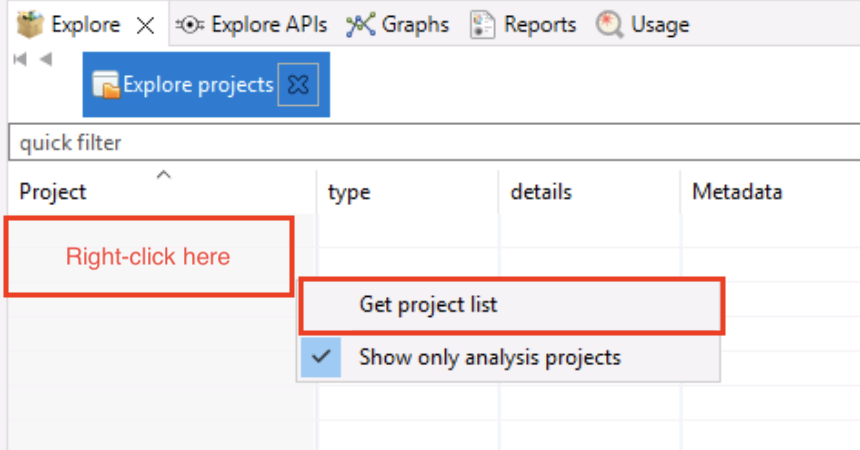 Explore Explore APIs Graphs Reports Usage
Explore projects
quick filter
Project type details Metadata
Right-click here
Get project list
Show only analysis projects